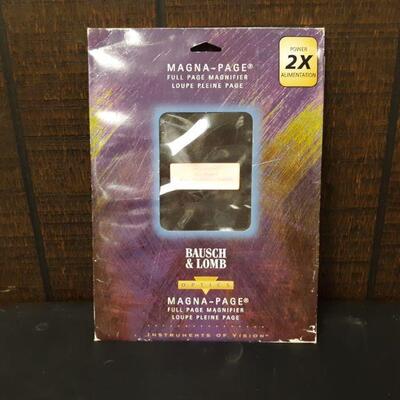 MAGNA-PAGE®
FULL PAGE MAGNIFIER
LOUPE PLEINE PAGE
POWER
2X
ALIMENTATION
BAUSCH
& LOMB
OPTICS
MAGNA-PAGE®
FULL PAGE MAGNIFIER
LOUPE PLEINE PAGE
INSTRUMENTS OF VISION™